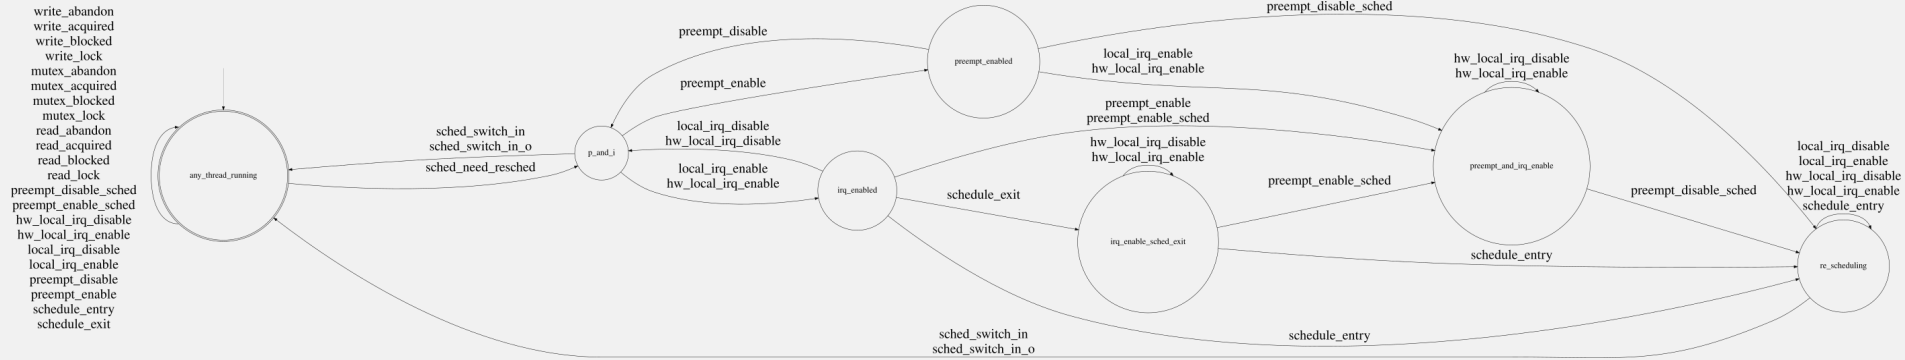 write_abandon
write_acquired
write_blocked
write_lock
mutex_abandon
mutex_acquired
mutex_blocked
mutex_lock
read_abandon
read_acquired
read_blocked
read_lock
preempt_disable_sched
preempt_enable_sched
hw_local_irq_disable
hw_local_irq_enable
local_irq_disable
local_irq_enable
preempt_disable
preempt_enable
schedule_entry
schedule_exit
any_thread_running
sched_switch_in
sched_switch_in_o
sched_need_resched
p_and_i
preempt_disable
preempt_enable
local_irq_disable
hw_local_irq_disable
local_irq_enable
hw_local_irq_enable
preempt_enabled
irq_enabled
preempt_disable_sched
local_irq_enable
hw_local_irq_enable
preempt_enable
preempt_enable_sched
hw_local_irq_disable
hw_local_irq_enable
schedule_exit
irq_enable_sched_exit
preempt_enable_sched
hw_local_irq_disable
hw_local_irq_enable
preempt_and_irq_enable
preempt_disable_sched
schedule_entry
schedule_entry
local_irq_disable
local_irq_enable
hw_local_irq_disable
hw_local_irq_enable
schedule_entry
re_scheduling
sched_switch_in
sched_switch_in_o